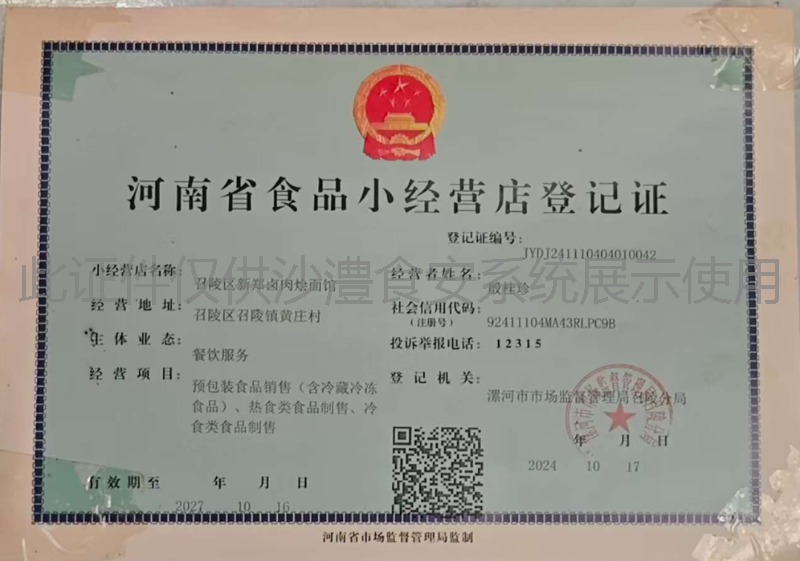 河南省食品小经营店登记证
登记证编号:
JYDJ241110404010042
小经营店名称:
召陵区新郑卤肉烩面馆
经营者姓名:
殷桂珍
经营地址:
召陵区召陵镇黄庄村
社会信用代码:
(注册号)
92411104MA43RLPC9B
主体业态:
餐饮服务
投诉举报电话: 12315
经营项目:
预包装食品销售（含冷藏冷冻
食品）、热食类食品制售、冷
食类食品制售
登记机关:
漯河市市场监督管理局召陵分局
年 月 日
2024 10 17
有效期至 年 月 日
2027 10 16
河南省市场监督管理局监制
此证件仅供沙澧食安系统展示使用